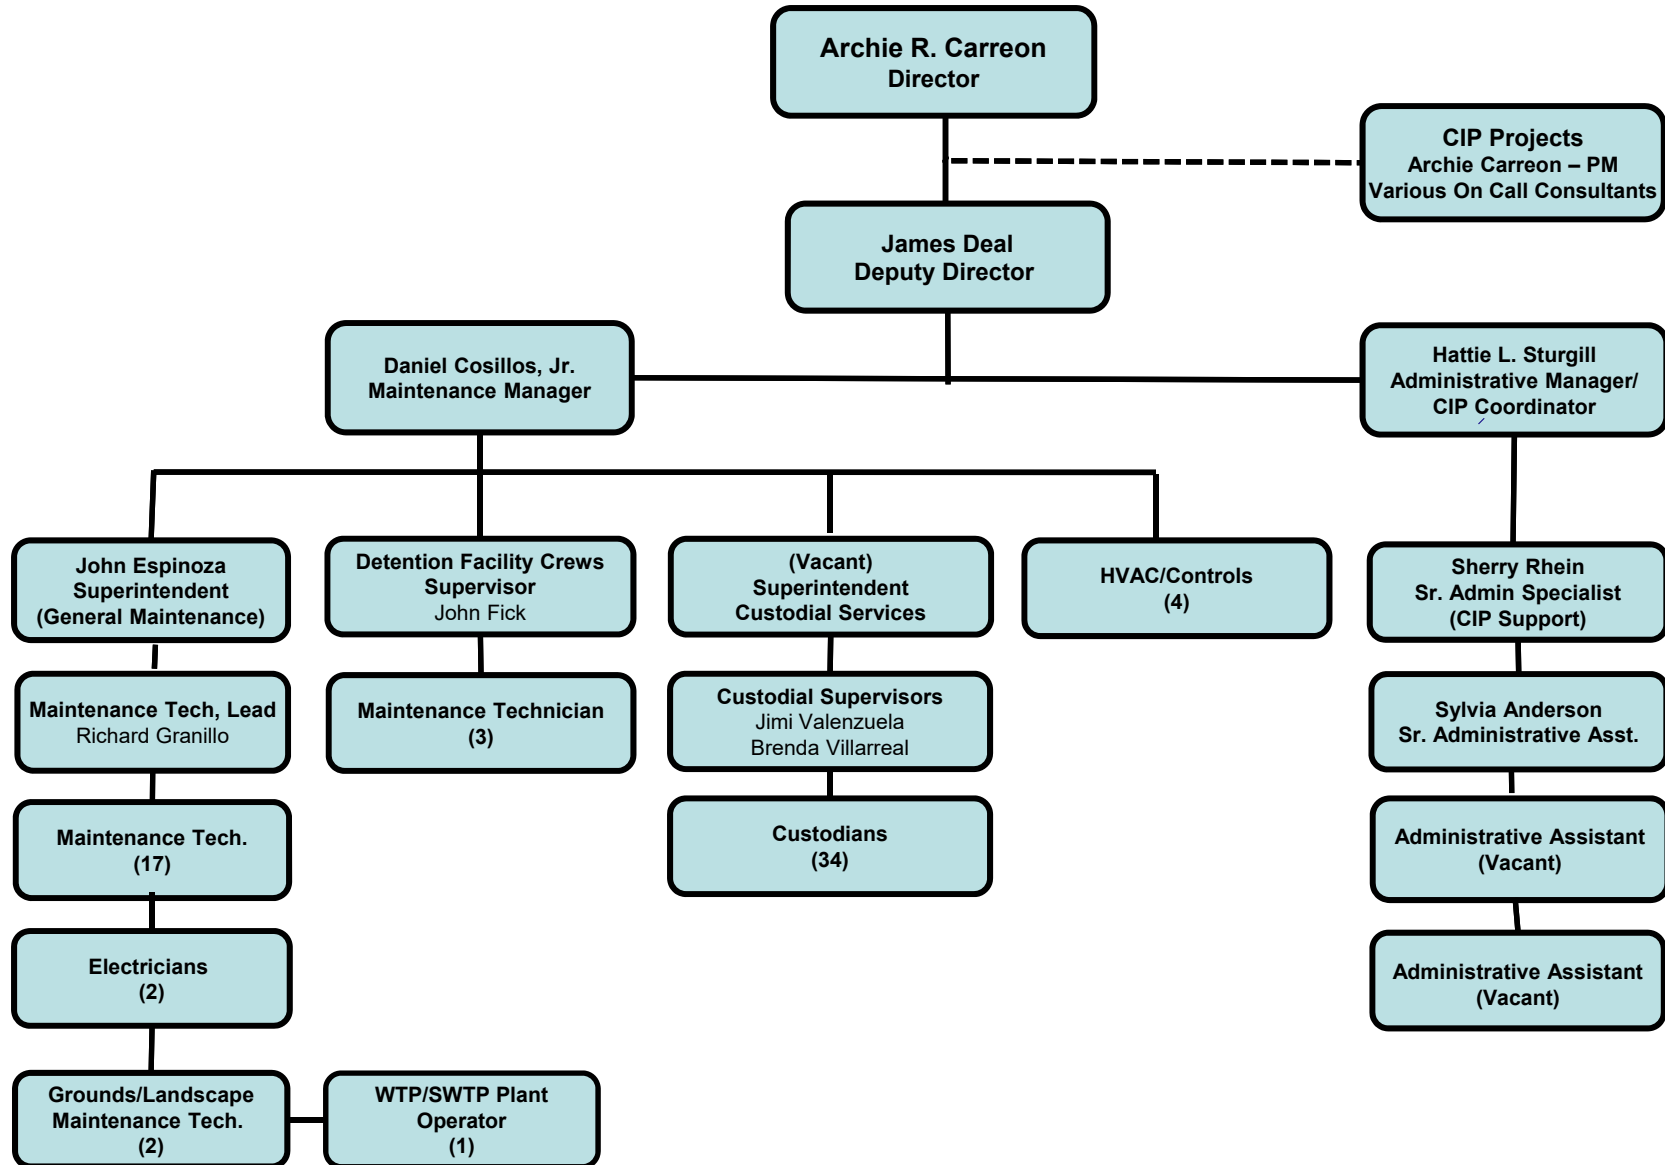 Archie R. Carreon
Director
CIP Projects
Archie Carreon – PM
Various On Call Consultants
James Deal
Deputy Director
Daniel Cosillos, Jr.
Maintenance Manager
Hattie L. Sturgill
Administrative Manager/
CIP Coordinator
John Espinoza
Superintendent
(General Maintenance)
Detention Facility Crews
Supervisor
John Fick
(Vacant)
Superintendent
Custodial Services
HVAC/Controls
(4)
Sherry Rhein
Sr. Admin Specialist
(CIP Support)
Maintenance Tech, Lead
Richard Granillo
Maintenance Technician
(3)
Custodial Supervisors
Jimi Valenzuela
Brenda Villarreal
Sylvia Anderson
Sr. Administrative Asst.
Maintenance Tech.
(17)
Custodians
(34)
Administrative Assistant
(Vacant)
Electricians
(2)
Administrative Assistant
(Vacant)
Grounds/Landscape
Maintenance Tech.
(2)
WTP/SWTP Plant
Operator
(1)